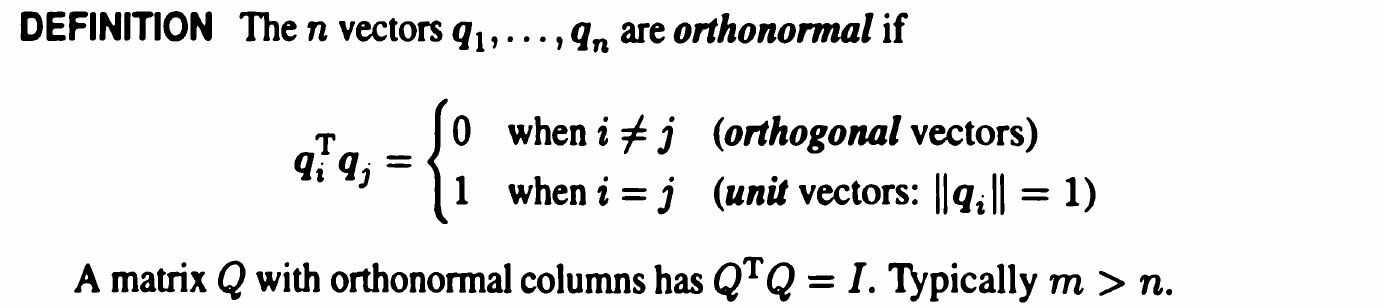 DEFINITION The n vectors q₁, . . . , qₙ are orthonormal if
0 when i ≠ j (orthogonal vectors)
qᵢᵀqⱼ = {
1 when i = j (unit vectors: ‖qᵢ‖ = 1)
A matrix Q with orthonormal columns has QᵀQ = I. Typically m > n.